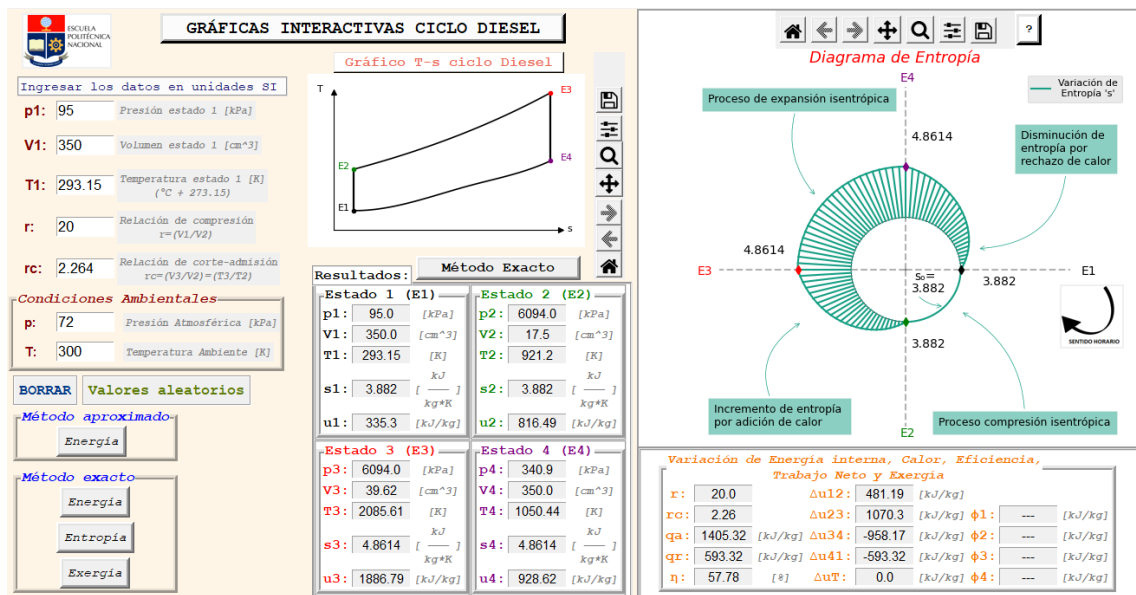 ESCUELA
POLITÉCNICA
NACIONAL
GRÁFICAS INTERACTIVAS CICLO DIESEL
Ingresar los datos en unidades SI
p1: 95 Presión estado 1 [kPa]
V1: 350 Volumen estado 1 [cm^3]
T1: 293.15 Temperatura estado 1 [K]
(°C + 273.15)
r: 20 Relación de compresión
r=(V1/V2)
rc: 2.264 Relación de corte-admisión
rc=(V3/V2)=(T3/T2)
Condiciones Ambientales
p: 72 Presión Atmosférica [kPa]
T: 300 Temperatura Ambiente [K]
BORRAR Valores aleatorios
Método aproximado
Energía
Método exacto
Energía
Entropía
Exergía
Gráfico T-s ciclo Diesel
T
E3
E2
E4
E1
s
Resultados: Método Exacto
Estado 1 (E1)
p1: 95.0 [kPa]
V1: 350.0 [cm^3]
T1: 293.15 [K]
s1: 3.882 [kJ/kg*K]
u1: 335.3 [kJ/kg]
Estado 2 (E2)
p2: 6094.0 [kPa]
V2: 17.5 [cm^3]
T2: 921.2 [K]
s2: 3.882 [kJ/kg*K]
u2: 816.49 [kJ/kg]
Estado 3 (E3)
p3: 6094.0 [kPa]
V3: 39.62 [cm^3]
T3: 2085.61 [K]
s3: 4.8614 [kJ/kg*K]
u3: 1886.79 [kJ/kg]
Estado 4 (E4)
p4: 340.9 [kPa]
V4: 350.0 [cm^3]
T4: 1050.44 [K]
s4: 4.8614 [kJ/kg*K]
u4: 928.62 [kJ/kg]
?
Diagrama de Entropía
E4
Variación de
Entropía 's'
Proceso de expansión isentrópica
4.8614
Disminución de
entropía por
rechazo de calor
4.8614
E3
s₀=
3.882
3.882
E1
3.882
SENTIDO HORARIO
Incremento de entropía
por adición de calor
Proceso compresión isentrópica
E2
Variación de Energía interna, Calor, Eficiencia,
Trabajo Neto y Exergía
r: 20.0 Δu12: 481.19 [kJ/kg]
rc: 2.26 Δu23: 1070.3 [kJ/kg] ϕ1: --- [kJ/kg]
qa: 1405.32 [kJ/kg] Δu34: -958.17 [kJ/kg] ϕ2: --- [kJ/kg]
qr: 593.32 [kJ/kg] Δu41: -593.32 [kJ/kg] ϕ3: --- [kJ/kg]
η: 57.78 [%] ΔuT: 0.0 [kJ/kg] ϕ4: --- [kJ/kg]